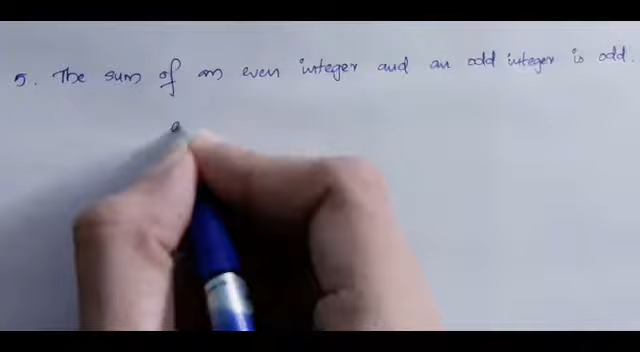 5. The sum of an even integer and an odd integer is odd.